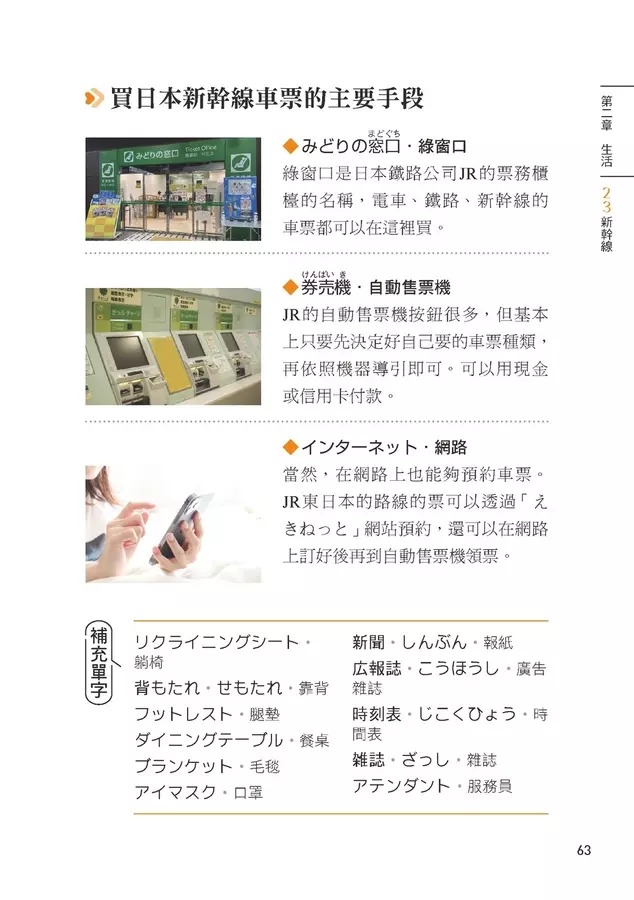 買日本新幹線車票的主要手段
第二章 生活
23新幹線
みどりの窓口
Ticket Office
まどぐち
◆みどりの窓口・綠窗口
綠窗口是日本鐵路公司JR的票務櫃
檯的名稱，電車、鐵路、新幹線的
車票都可以在這裡買。
けんばい き
◆券売機・自動售票機
JR的自動售票機按鈕很多，但基本
上只要先決定好自己要的車票種類，
再依照機器導引即可。可以用現金
或信用卡付款。
◆インターネット・網路
當然，在網路上也能夠預約車票。
JR東日本的路線的票可以透過「え
きねっと」網站預約，還可以在網路
上訂好後再到自動售票機領票。
補充單字
リクライニングシート・
躺椅
背もたれ・せもたれ・靠背
フットレスト・腿墊
ダイニングテーブル・餐桌
ブランケット・毛毯
アイマスク・口罩
新聞・しんぶん・報紙
広報誌・こうほうし・廣告
雜誌
時刻表・じこくひょう・時
間表
雑誌・ざっし・雜誌
アテンダント・服務員
63